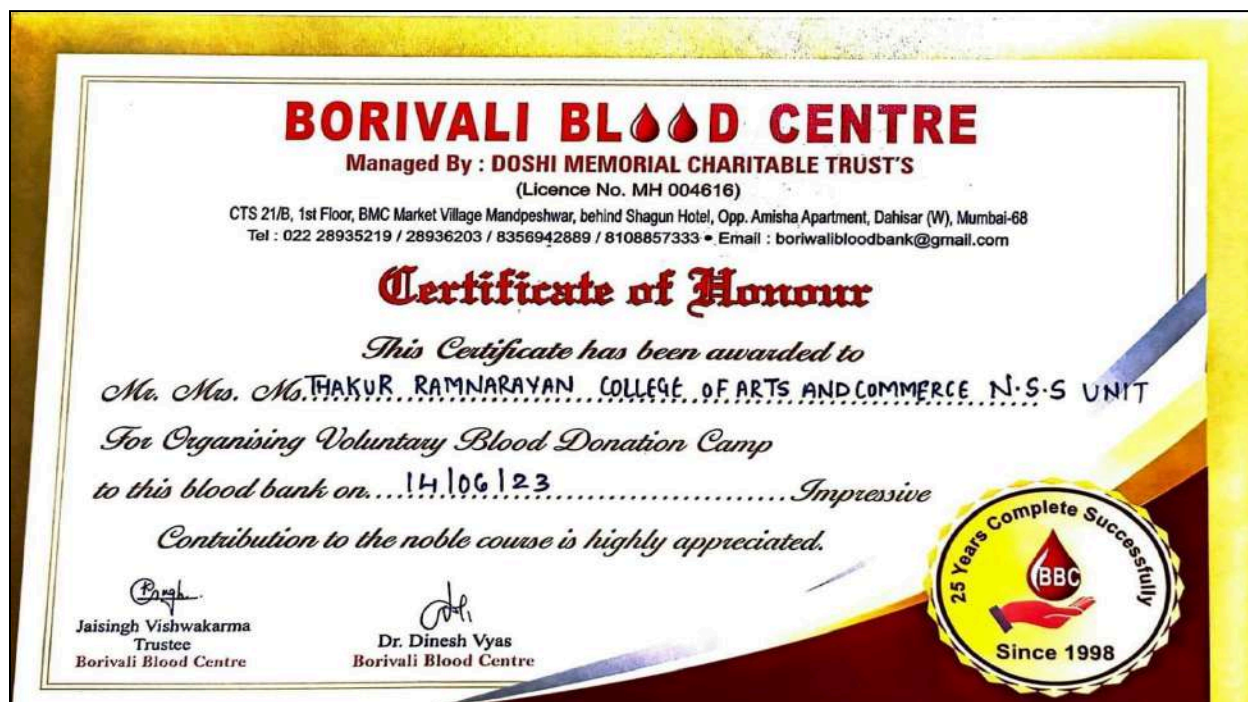 BORIVALI BLOOD CENTRE
Managed By : DOSHI MEMORIAL CHARITABLE TRUST'S
(Licence No. MH 004616)
CTS 21/B, 1st Floor, BMC Market Village Mandpeshwar, behind Shagun Hotel, Opp. Amisha Apartment, Dahisar (W), Mumbai-68
Tel : 022 28935219 / 28936203 / 8356942889 / 8108857333 • Email : boriwalibloodbank@gmail.com
Certificate of Honour
This Certificate has been awarded to
Mr. Mrs. Ms. THAKUR RAMNARAYAN COLLEGE OF ARTS AND COMMERCE N.S.S UNIT
For Organising Voluntary Blood Donation Camp
to this blood bank on....14/06/23....Impressive
Contribution to the noble course is highly appreciated.
Jaisingh Vishwakarma
Trustee
Borivali Blood Centre
Dr. Dinesh Vyas
Borivali Blood Centre
25 Years Complete Successfully
BBC
Since 1998